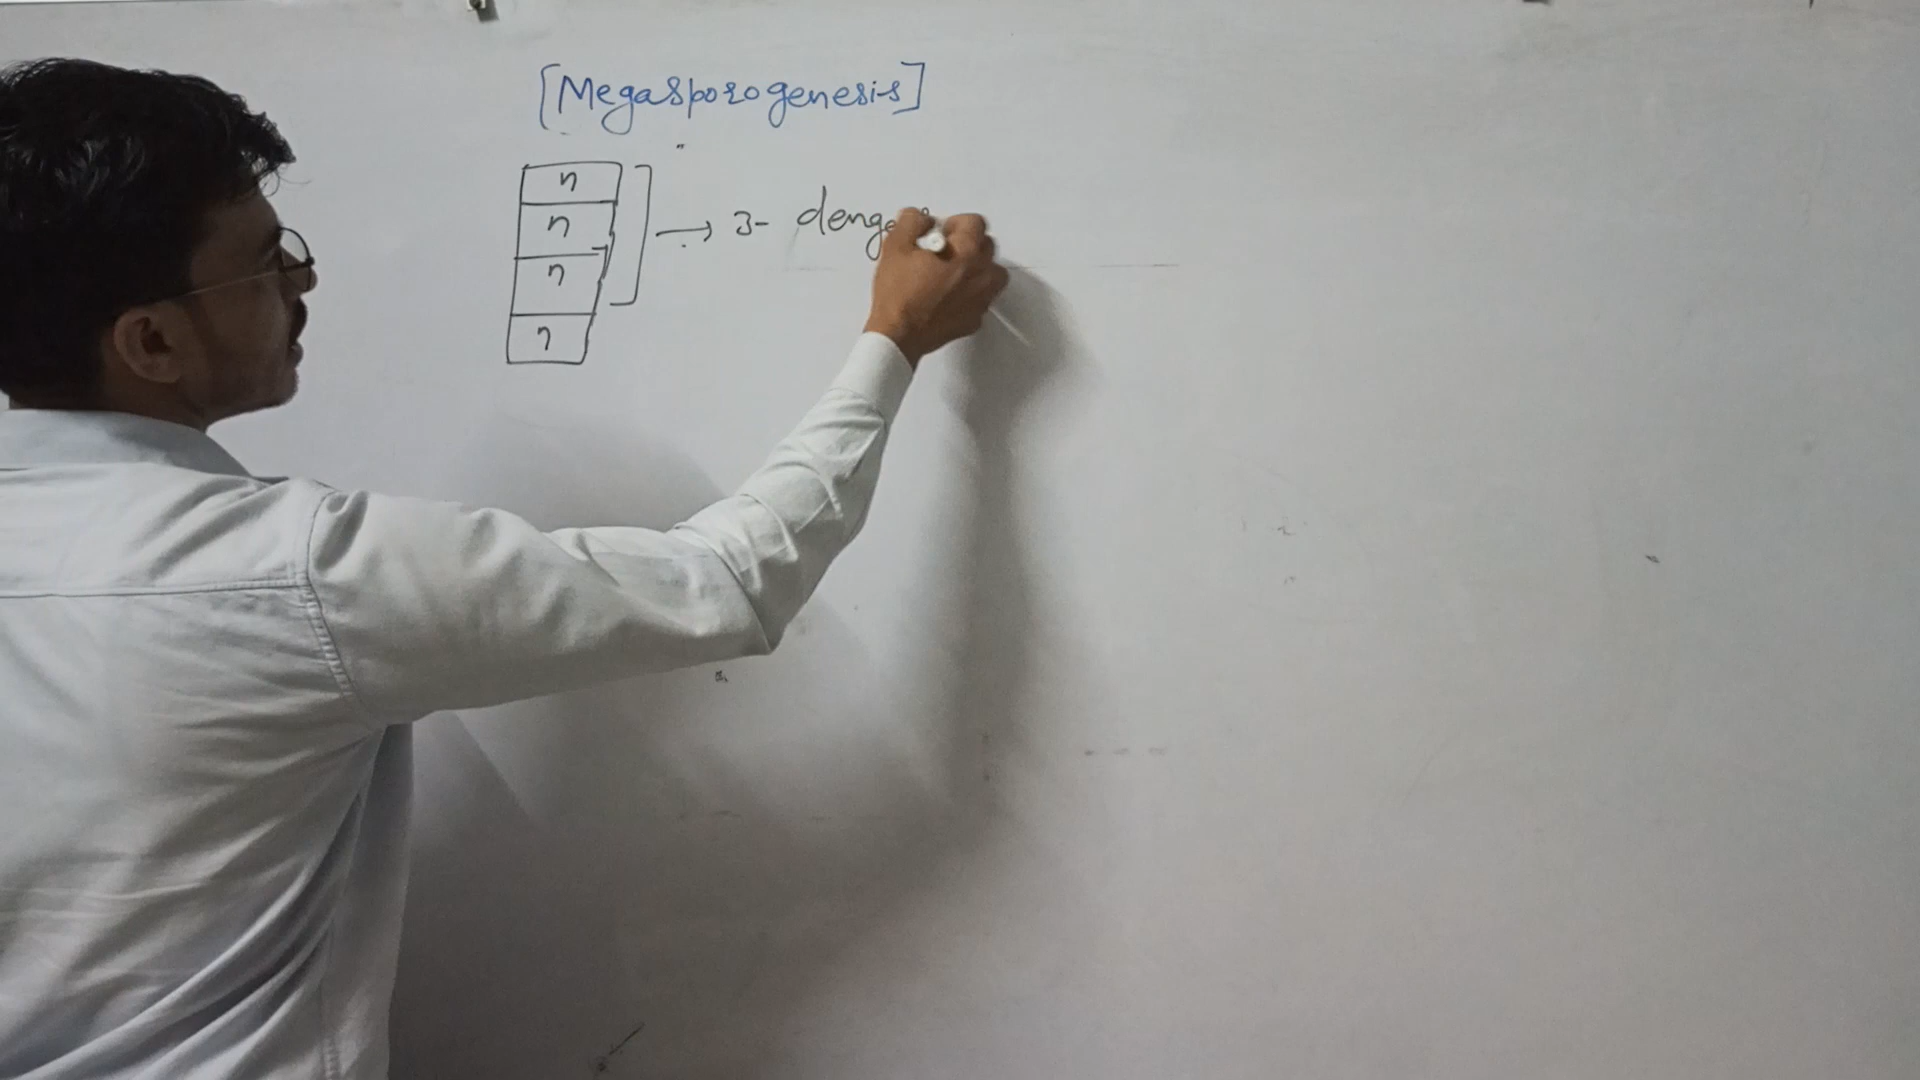 [Megasporogenesis]
n
n → 3- deng
n
n